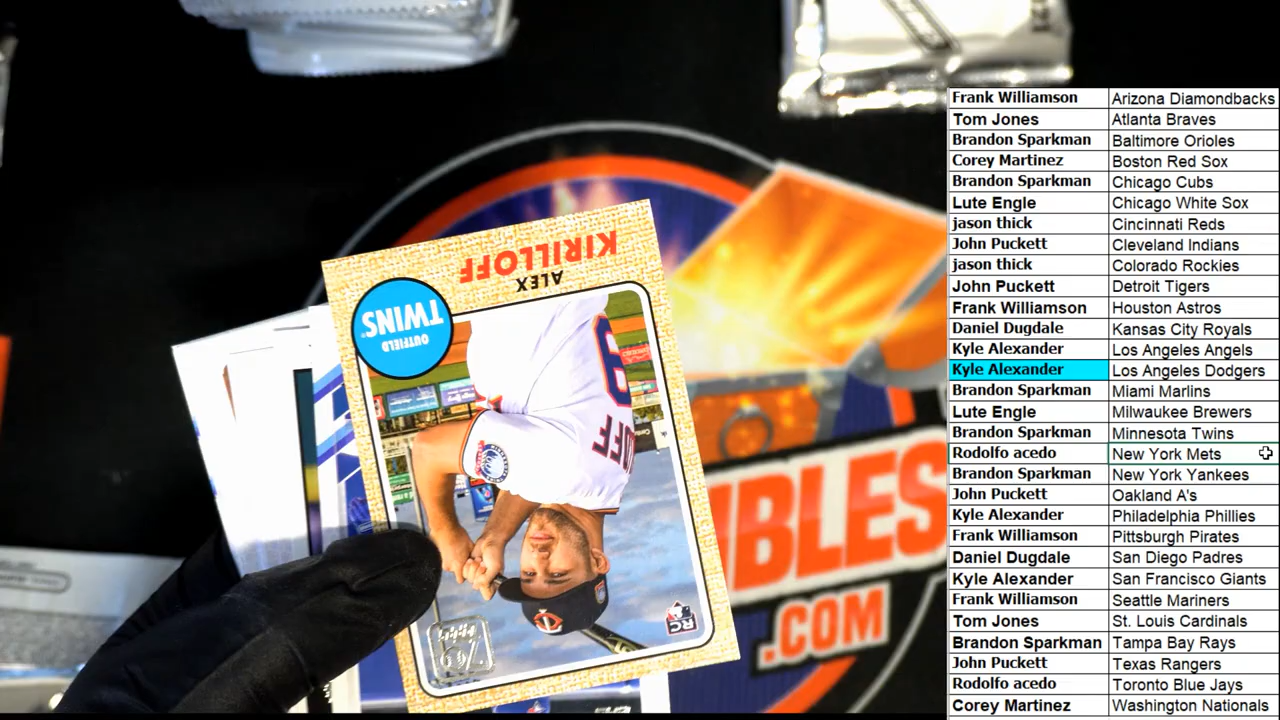 ALEX
KIRILLOFF
OUTFIELD
TWINS
RC
70
IBLES
.COM
Frank Williamson Arizona Diamondbacks
Tom Jones Atlanta Braves
Brandon Sparkman Baltimore Orioles
Corey Martinez Boston Red Sox
Brandon Sparkman Chicago Cubs
Lute Engle Chicago White Sox
jason thick Cincinnati Reds
John Puckett Cleveland Indians
jason thick Colorado Rockies
John Puckett Detroit Tigers
Frank Williamson Houston Astros
Daniel Dugdale Kansas City Royals
Kyle Alexander Los Angeles Angels
Kyle Alexander Los Angeles Dodgers
Brandon Sparkman Miami Marlins
Lute Engle Milwaukee Brewers
Brandon Sparkman Minnesota Twins
Rodolfo acedo New York Mets
Brandon Sparkman New York Yankees
John Puckett Oakland A's
Kyle Alexander Philadelphia Phillies
Frank Williamson Pittsburgh Pirates
Daniel Dugdale San Diego Padres
Kyle Alexander San Francisco Giants
Frank Williamson Seattle Mariners
Tom Jones St. Louis Cardinals
Brandon Sparkman Tampa Bay Rays
John Puckett Texas Rangers
Rodolfo acedo Toronto Blue Jays
Corey Martinez Washington Nationals